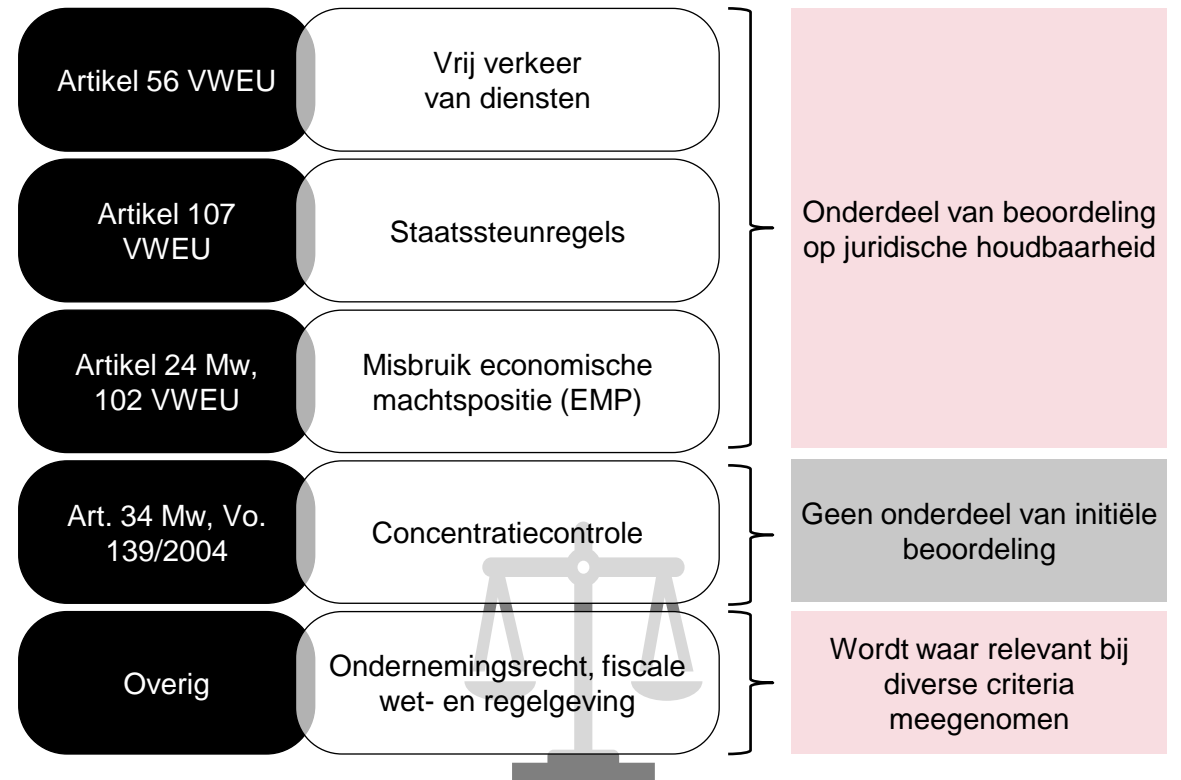 Artikel 56 VWEU
Vrij verkeer
van diensten
Artikel 107
VWEU
Staatssteunregels
Artikel 24 Mw,
102 VWEU
Misbruik economische
machtspositie (EMP)
Onderdeel van beoordeling
op juridische houdbaarheid
Art. 34 Mw, Vo.
139/2004
Concentratiecontrole
Geen onderdeel van initiële
beoordeling
Overig
Ondernemingsrecht, fiscale
wet- en regelgeving
Wordt waar relevant bij
diverse criteria
meegenomen